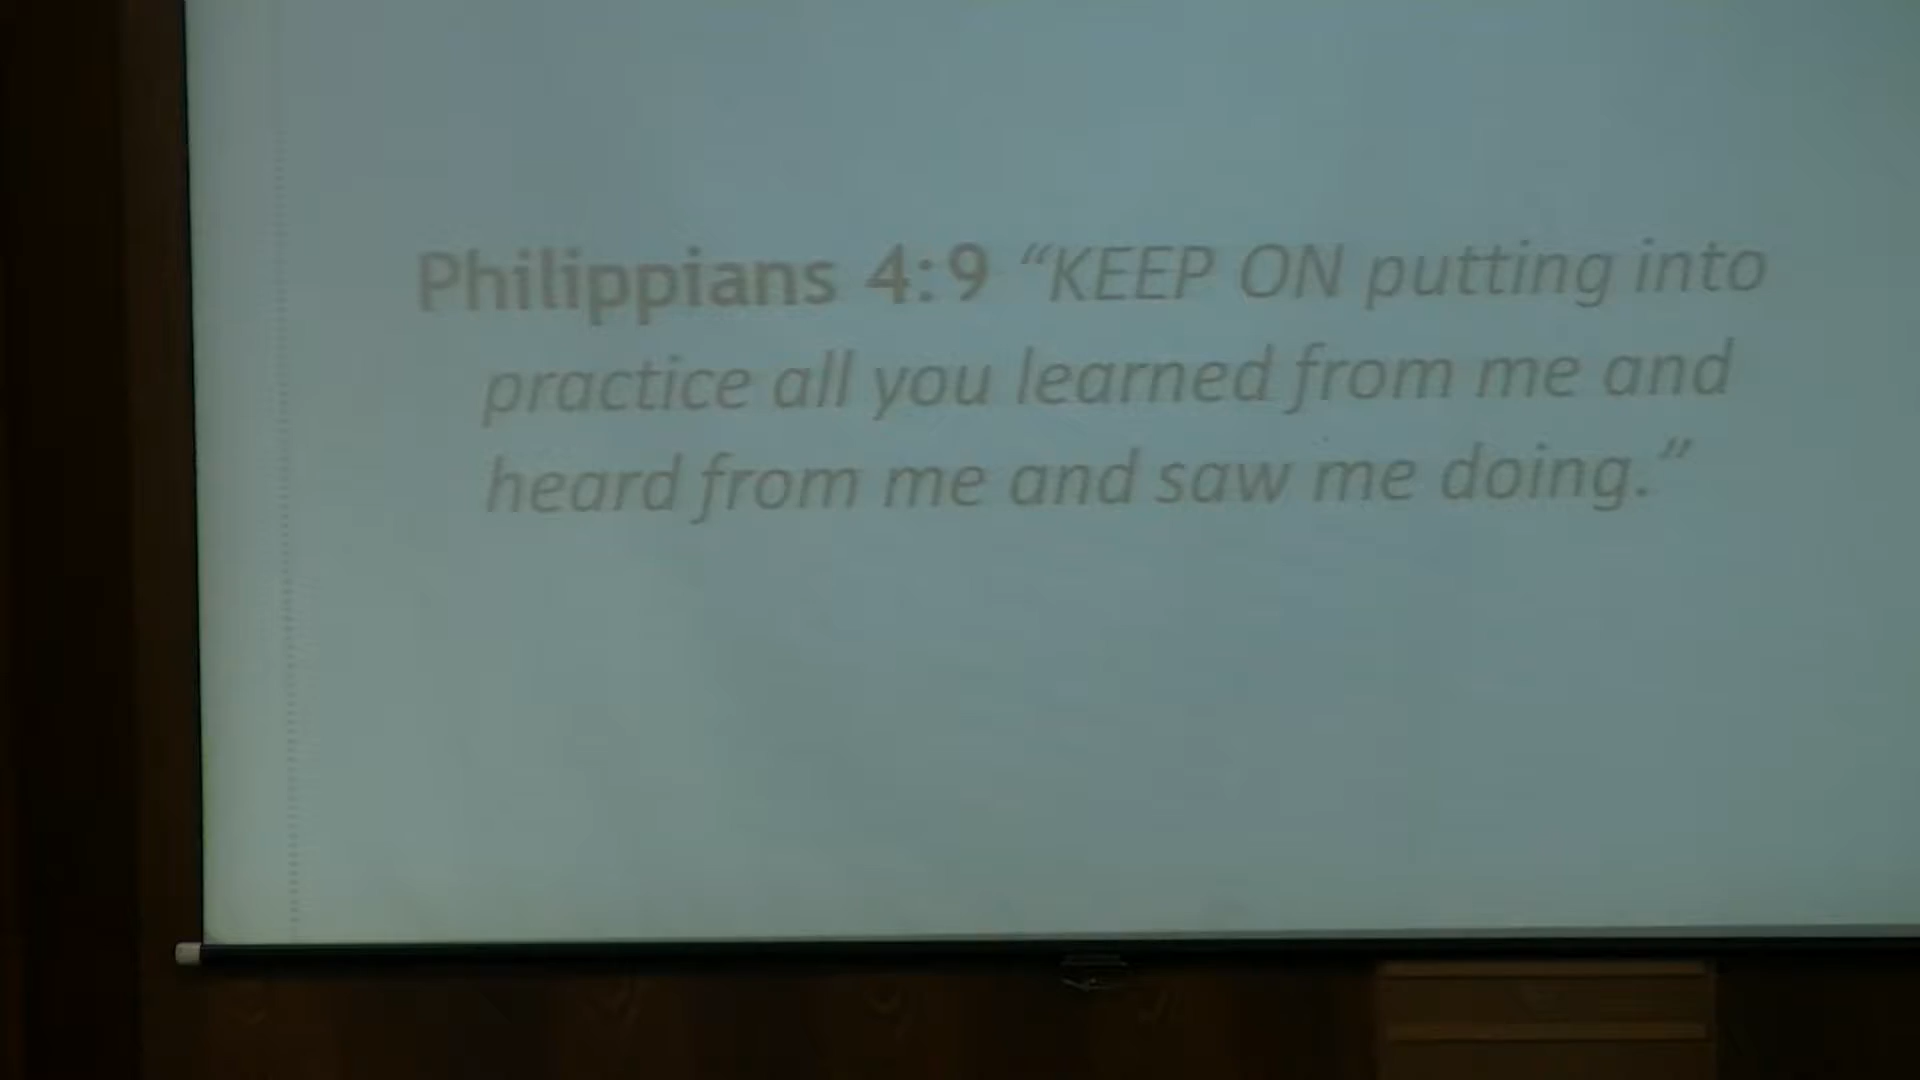 Philippians 4:9 “KEEP ON putting into
practice all you learned from me and
heard from me and saw me doing.”